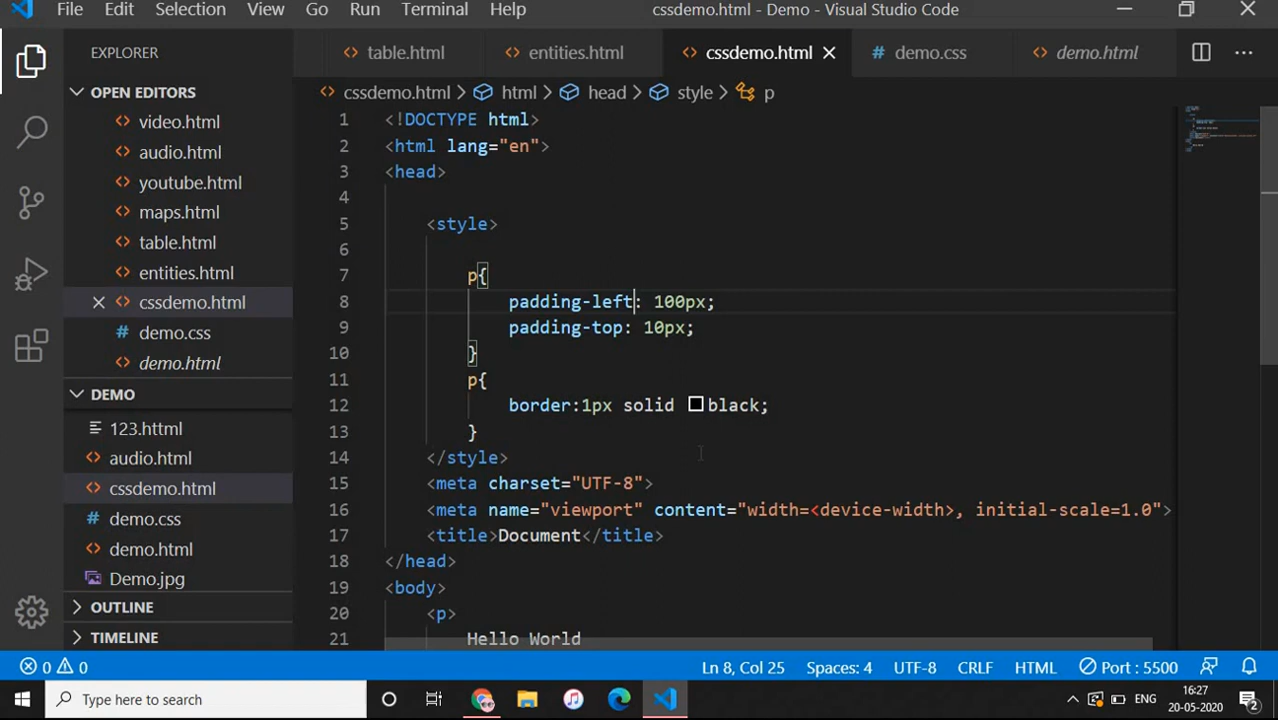 File Edit Selection View Go Run Terminal Help cssdemo.html - Demo - Visual Studio Code
EXPLORER
table.html entities.html cssdemo.html demo.css demo.html
OPEN EDITORS
cssdemo.html > html > head > style > p
video.html
audio.html
youtube.html
maps.html
table.html
entities.html
cssdemo.html
demo.css
demo.html
DEMO
123.httml
audio.html
cssdemo.html
demo.css
demo.html
Demo.jpg
OUTLINE
TIMELINE
1 <!DOCTYPE html>
2 <html lang="en">
3 <head>
4
5 <style>
6
7 p{
8 padding-left: 100px;
9 padding-top: 10px;
10 }
11 p{
12 border:1px solid black;
13 }
14 </style>
15 <meta charset="UTF-8">
16 <meta name="viewport" content="width=<device-width>, initial-scale=1.0">
17 <title>Document</title>
18 </head>
19 <body>
20 <p>
21 Hello World
0 0 Ln 8, Col 25 Spaces: 4 UTF-8 CRLF HTML Port : 5500
Type here to search ENG 16:27
20-05-2020 2